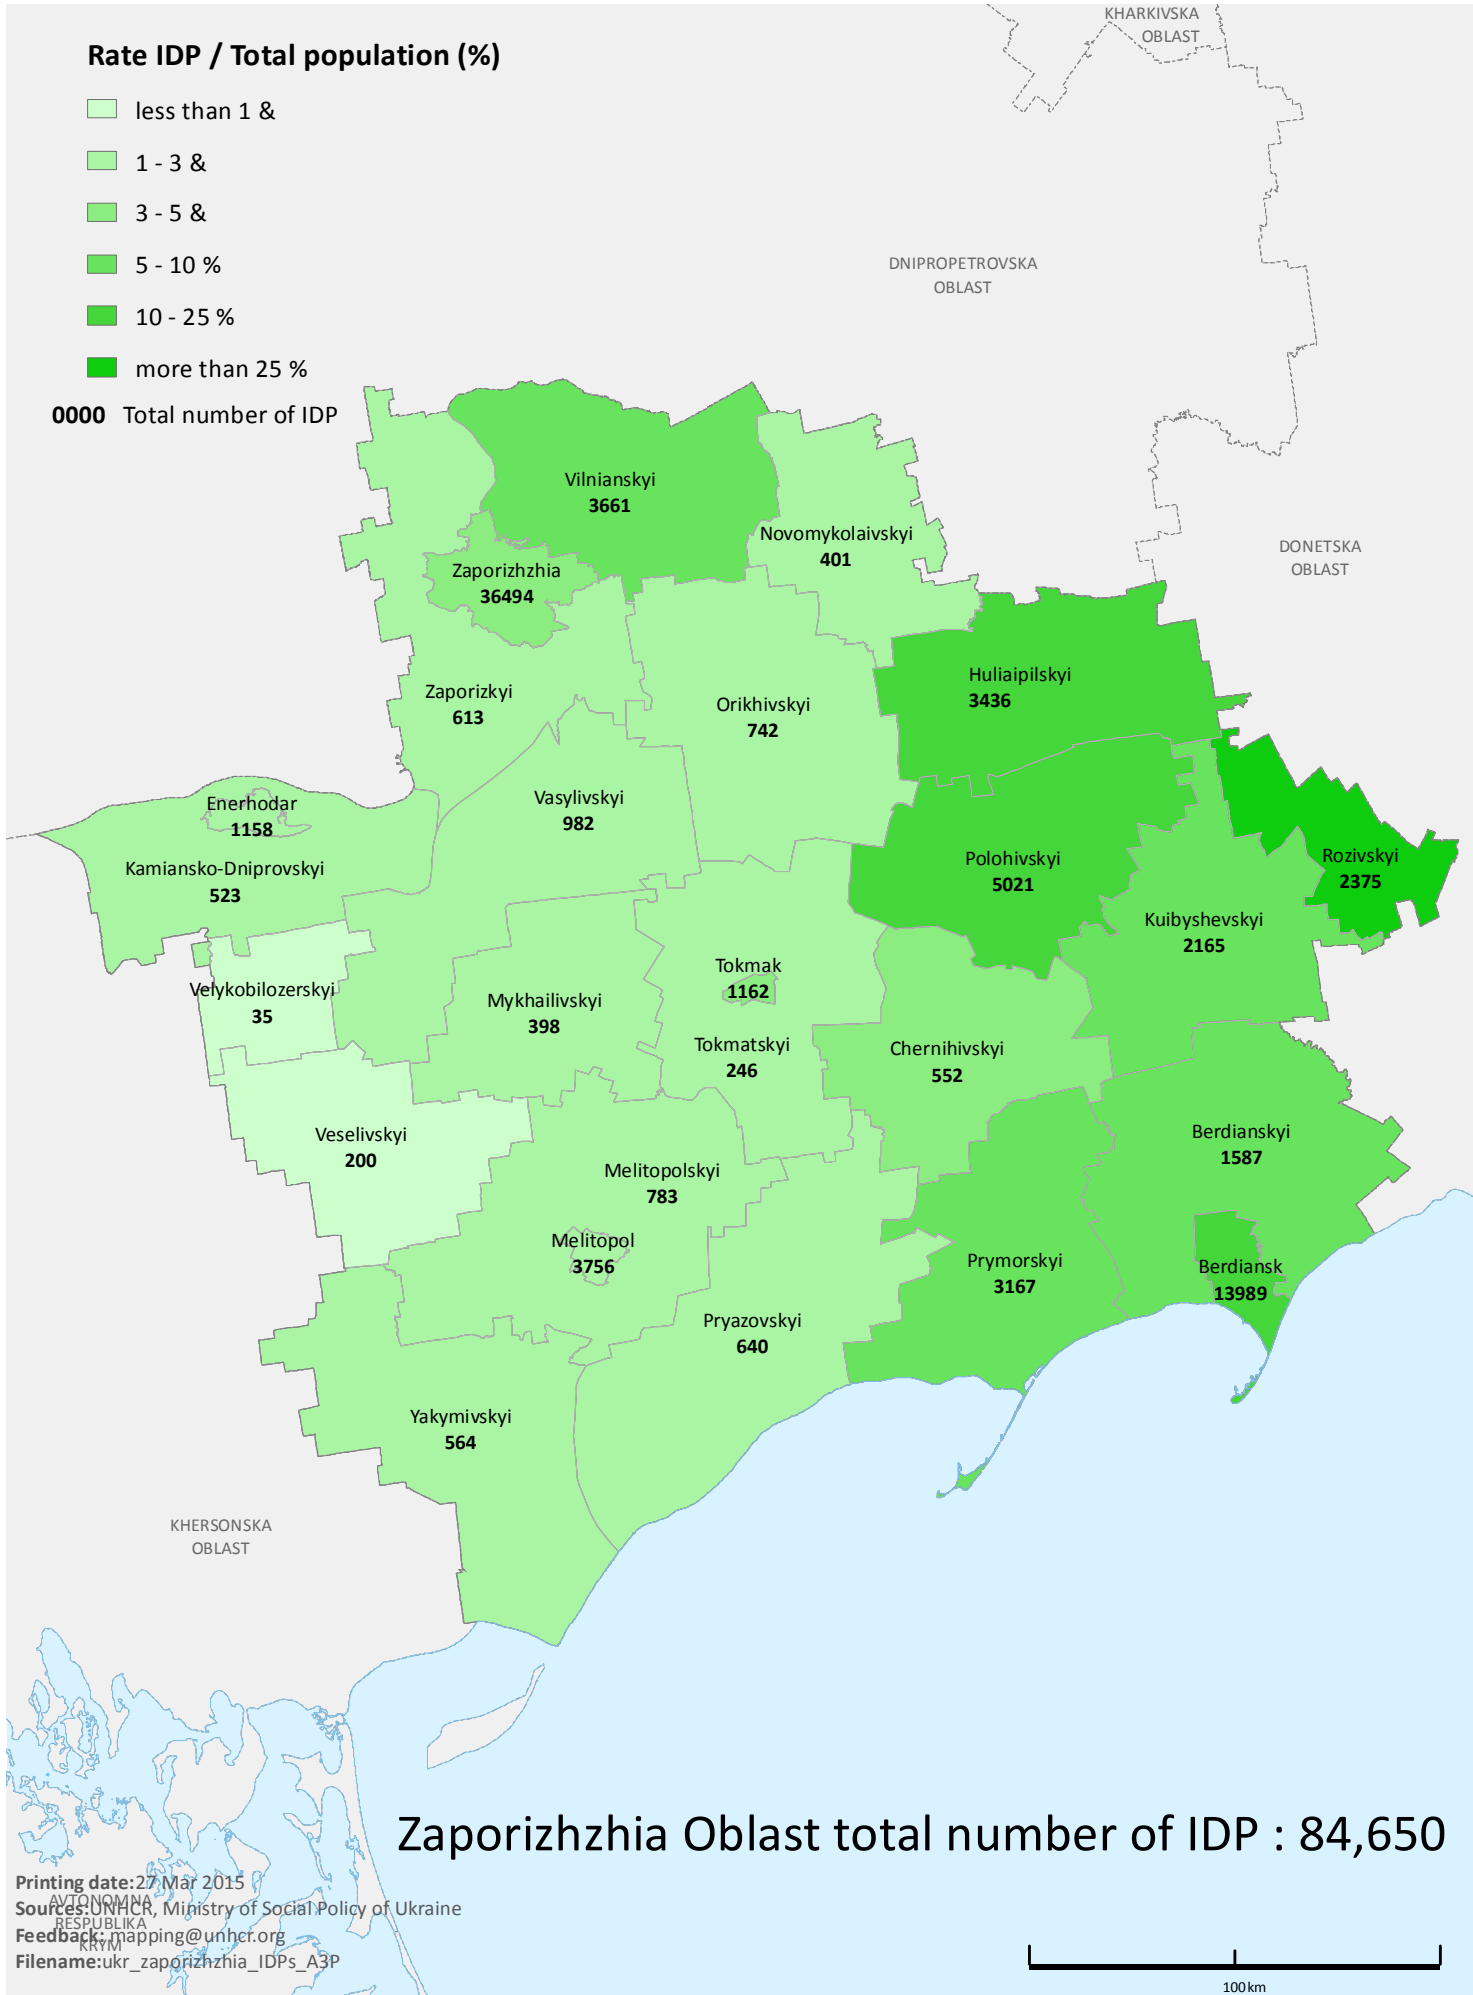 KHARKIVSKA
OBLAST
Rate IDP / Total population (%)
less than 1 &
1 - 3 &
3 - 5 &
5 - 10 %
10 - 25 %
more than 25 %
0000 Total number of IDP
DNIPROPETROVSKA
OBLAST
DONETSKA
OBLAST
Vilnianskyi
3661
Novomykolaivskyi
401
Zaporizhzhia
36494
Huliaipilskyi
3436
Zaporizkyi
613
Orikhivskyi
742
Enerhodar
1158
Vasylivskyi
982
Kamiansko-Dniprovskyi
523
Polohivskyi
5021
Rozivskyi
2375
Kuibyshevskyi
2165
Velykobilozerskyi
35
Mykhailivskyi
398
Tokmak
1162
Tokmatskyi
246
Chernihivskyi
552
Veselivskyi
200
Melitopolskyi
783
Berdianskyi
1587
Melitopol
3756
Prymorskyi
3167
Berdiansk
13989
Pryazovskyi
640
Yakymivskyi
564
KHERSONSKA
OBLAST
Zaporizhzhia Oblast total number of IDP : 84,650
Printing date:27 Mar 2015
AVTONOMNA
Sources:UNHCR, Ministry of Social Policy of Ukraine
RESPUBLIKA
Feedback: mapping@unhcr.org
KRYM
Filename:ukr_zaporizhzhia_IDPs_A3P
100km